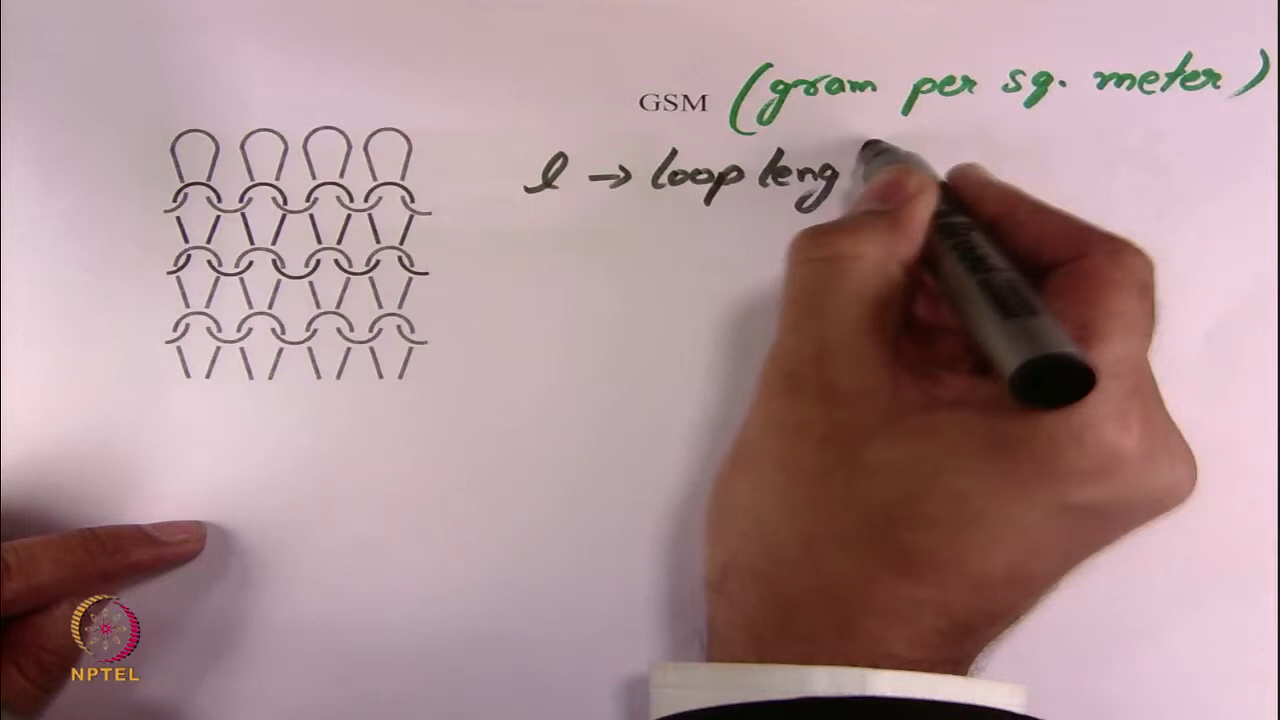 GSM (gram per sq. meter)
l → loop leng
NPTEL